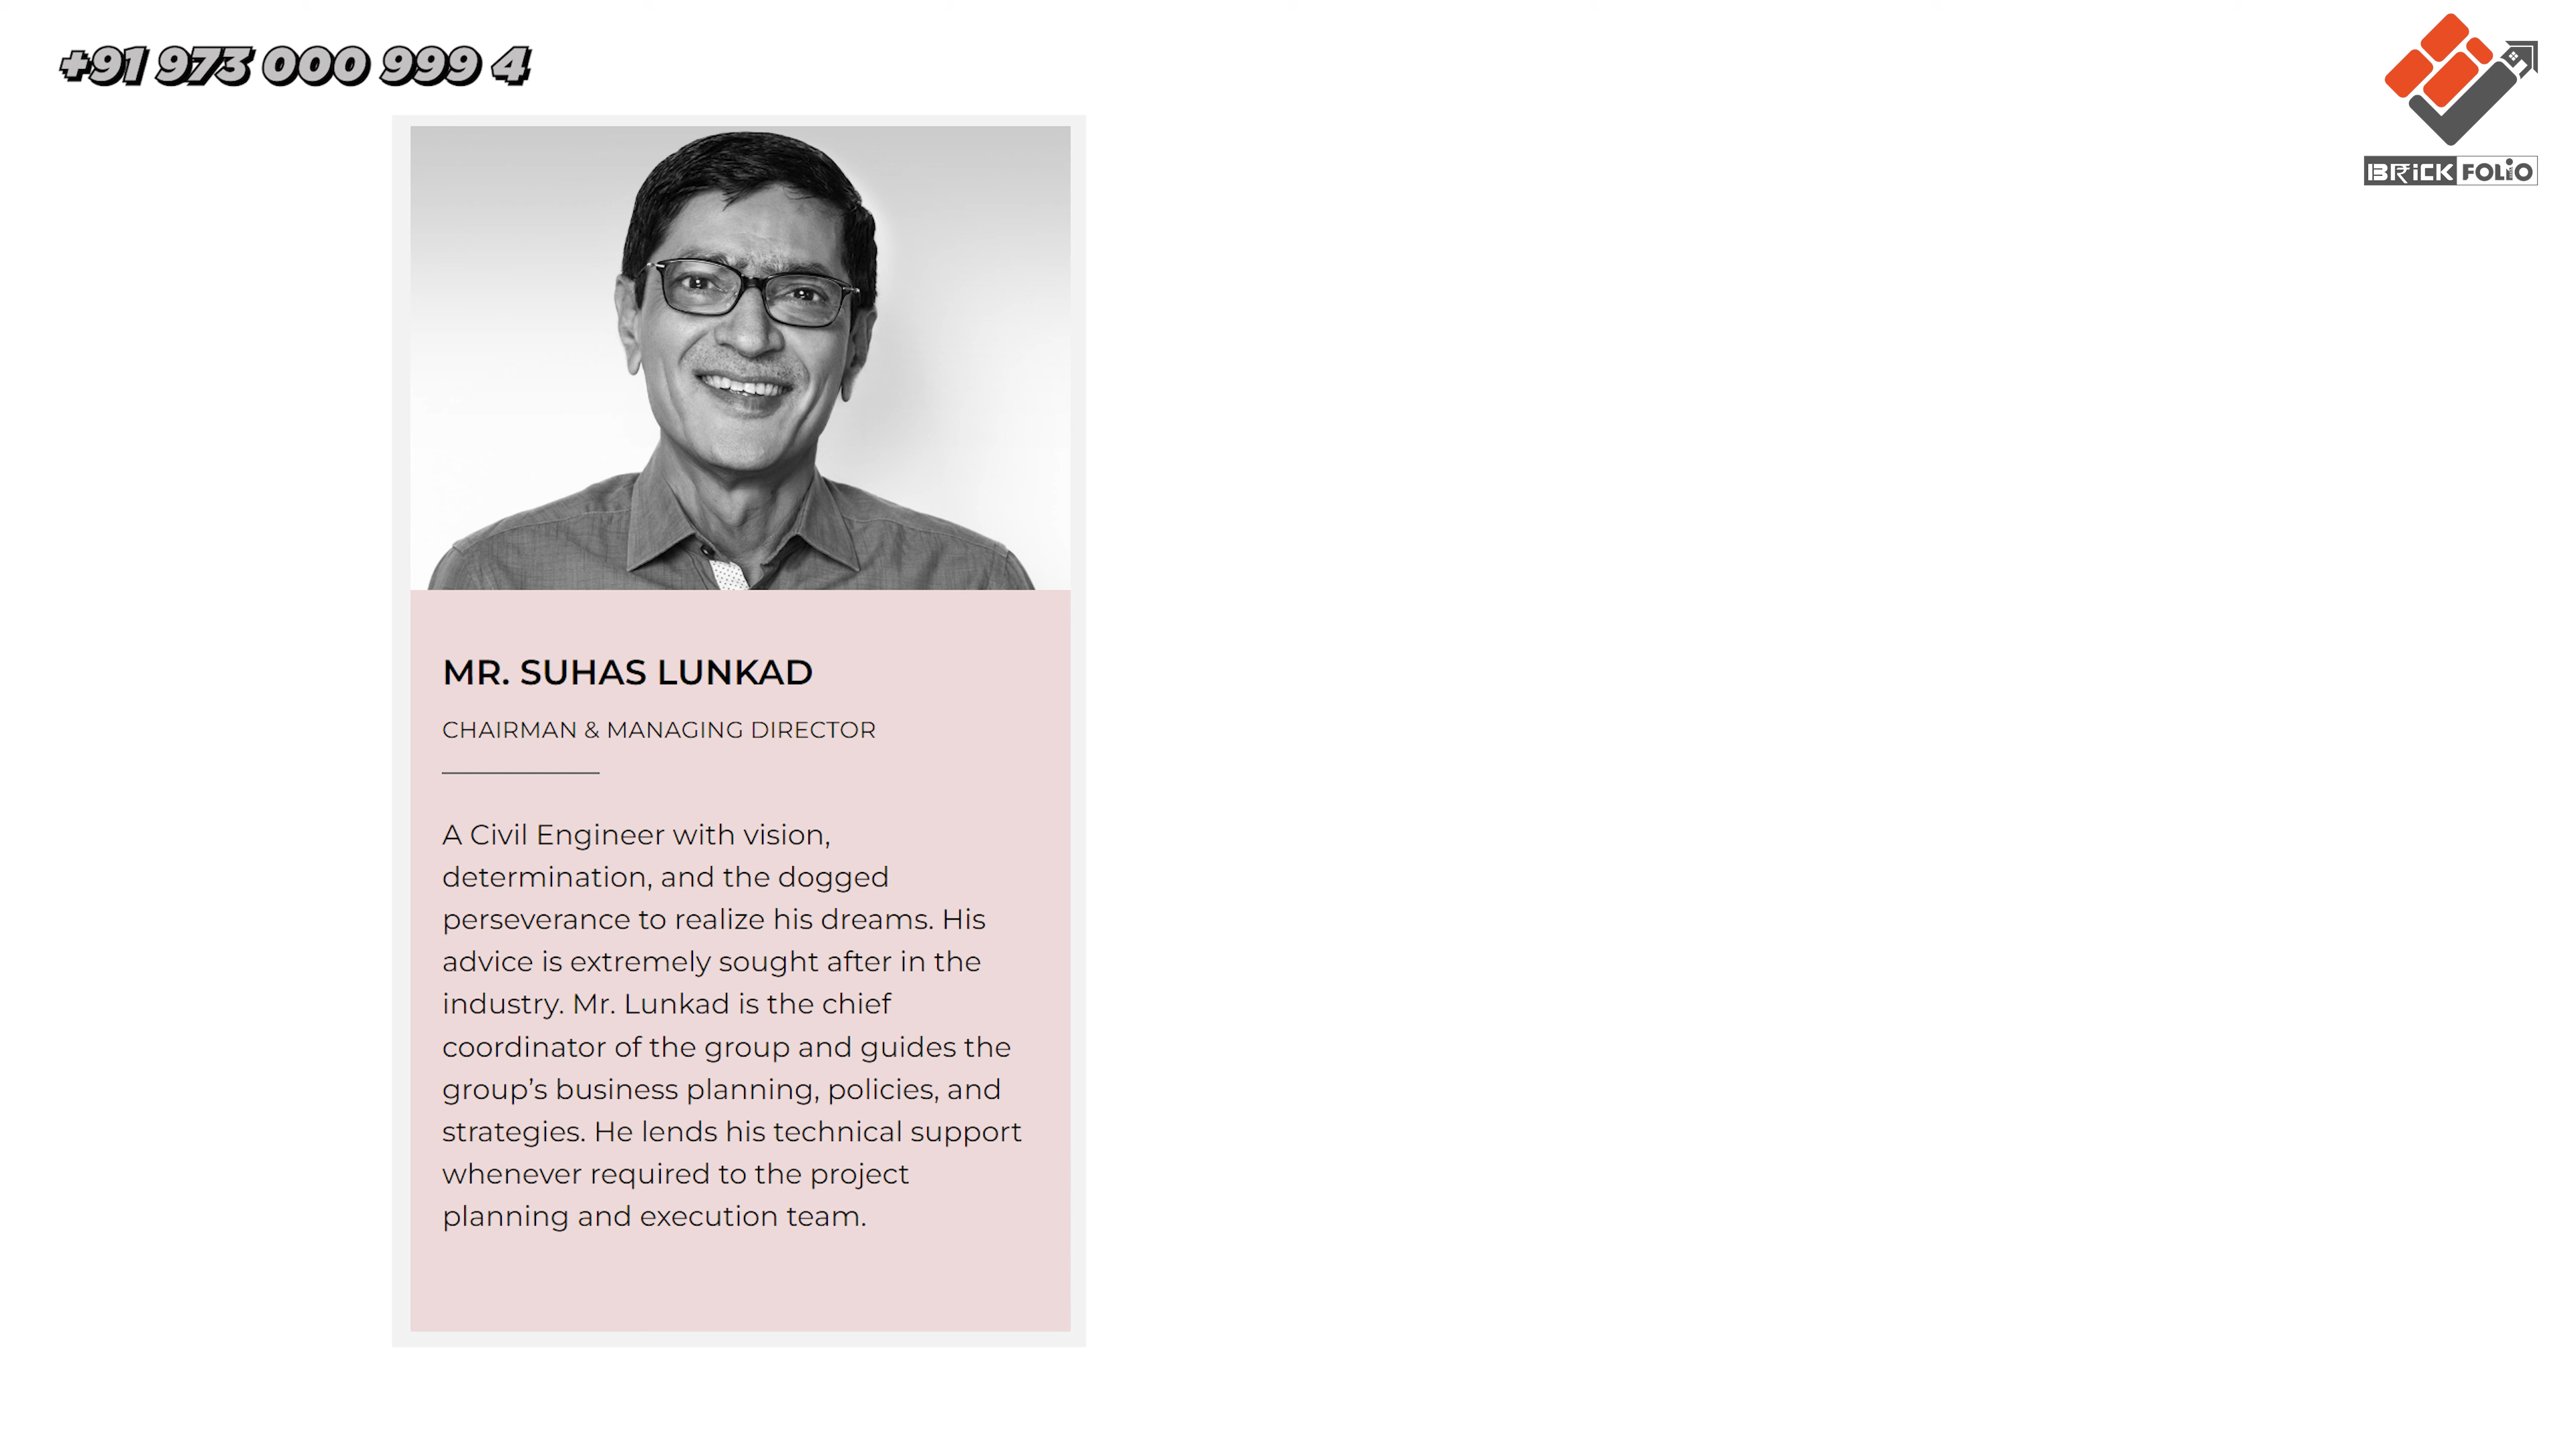 +91 973 000 999 4
BRICK FOLIO
MR. SUHAS LUNKAD
CHAIRMAN & MANAGING DIRECTOR
A Civil Engineer with vision,
determination, and the dogged
perseverance to realize his dreams. His
advice is extremely sought after in the
industry. Mr. Lunkad is the chief
coordinator of the group and guides the
group’s business planning, policies, and
strategies. He lends his technical support
whenever required to the project
planning and execution team.